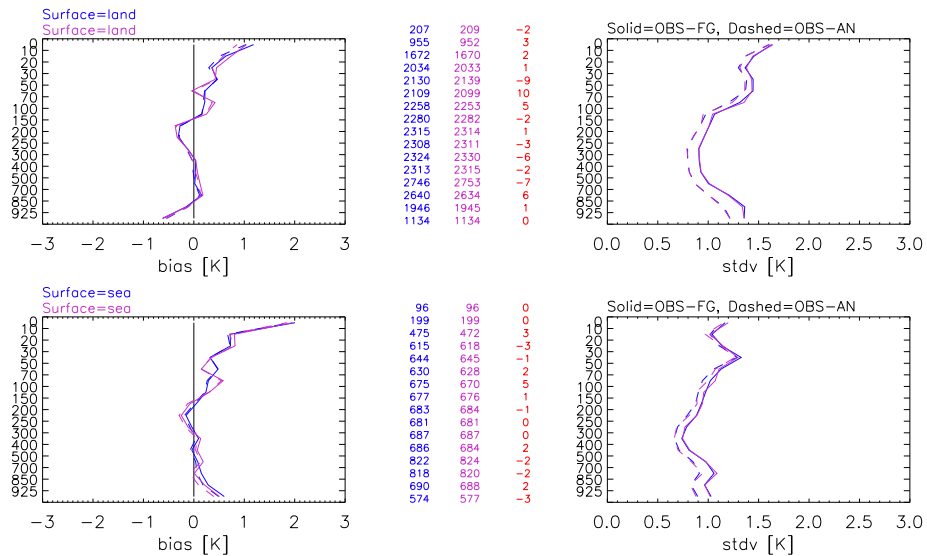 Surface=land
Surface=land
Solid=OBS-FG, Dashed=OBS-AN
0
10
20
30
50
70
100
150
200
250
300
400
500
700
850
925
207 209 -2
955 952 3
1672 1670 2
2034 2033 1
2130 2139 -9
2109 2099 10
2258 2253 5
2280 2282 -2
2315 2314 1
2308 2311 -3
2324 2330 -6
2313 2315 -2
2746 2753 -7
2640 2634 6
1946 1945 1
1134 1134 0
0
10
20
30
50
70
100
150
200
250
300
400
500
700
850
925
-3 -2 -1 0 1 2 3
bias [K]
0.0 0.5 1.0 1.5 2.0 2.5 3.0
stdv [K]
Surface=sea
Surface=sea
Solid=OBS-FG, Dashed=OBS-AN
0
10
20
30
50
70
100
150
200
250
300
400
500
700
850
925
96 96 0
199 199 0
475 472 3
615 618 -3
644 645 -1
630 628 2
675 670 5
677 676 1
683 684 -1
681 681 0
687 687 0
686 684 2
822 824 -2
818 820 -2
690 688 2
574 577 -3
0
10
20
30
50
70
100
150
200
250
300
400
500
700
850
925
-3 -2 -1 0 1 2 3
bias [K]
0.0 0.5 1.0 1.5 2.0 2.5 3.0
stdv [K]